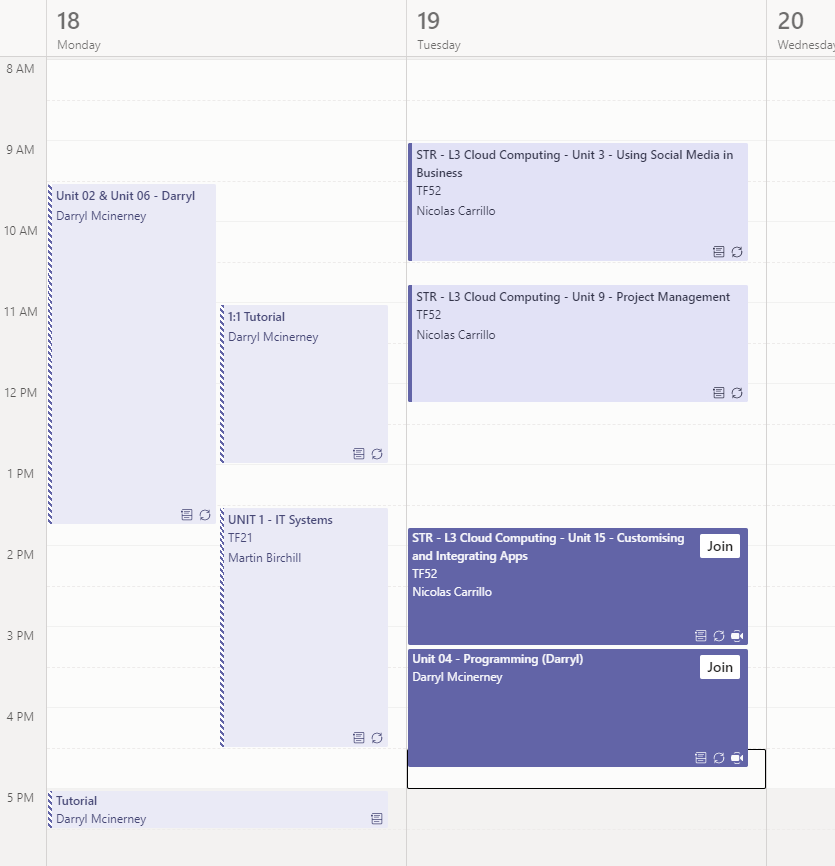 18
Monday
19
Tuesday
20
Wednesday
8 AM
9 AM
10 AM
11 AM
12 PM
1 PM
2 PM
3 PM
4 PM
5 PM
Unit 02 & Unit 06 - Darryl
Darryl Mcinerney
1:1 Tutorial
Darryl Mcinerney
UNIT 1 - IT Systems
TF21
Martin Birchill
Tutorial
Darryl Mcinerney
STR - L3 Cloud Computing - Unit 3 - Using Social Media in
Business
TF52
Nicolas Carrillo
STR - L3 Cloud Computing - Unit 9 - Project Management
TF52
Nicolas Carrillo
STR - L3 Cloud Computing - Unit 15 - Customising
and Integrating Apps
TF52
Nicolas Carrillo
Join
Unit 04 - Programming (Darryl)
Darryl Mcinerney
Join